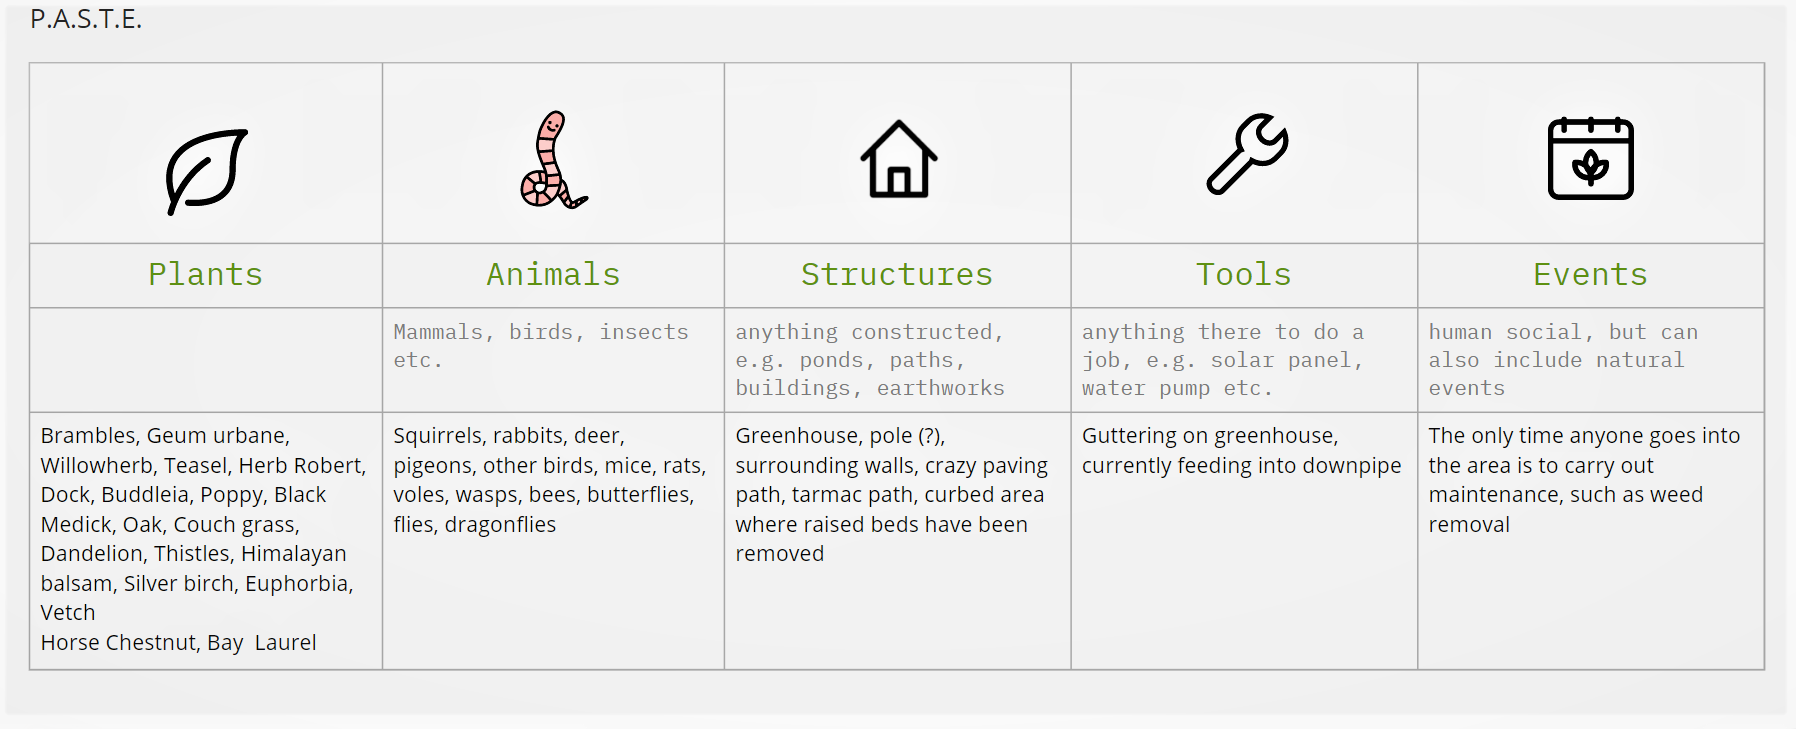 P.A.S.T.E.
Plants
Animals
Structures
Tools
Events
Mammals, birds, insects
etc.
anything constructed,
e.g. ponds, paths,
buildings, earthworks
anything there to do a
job, e.g. solar panel,
water pump etc.
human social, but can
also include natural
events
Brambles, Geum urbane,
Willowherb, Teasel, Herb Robert,
Dock, Buddleia, Poppy, Black
Medick, Oak, Couch grass,
Dandelion, Thistles, Himalayan
balsam, Silver birch, Euphorbia,
Vetch
Horse Chestnut, Bay  Laurel
Squirrels, rabbits, deer,
pigeons, other birds, mice, rats,
voles, wasps, bees, butterflies,
flies, dragonflies
Greenhouse, pole (?),
surrounding walls, crazy paving
path, tarmac path, curbed area
where raised beds have been
removed
Guttering on greenhouse,
currently feeding into downpipe
The only time anyone goes into
the area is to carry out
maintenance, such as weed
removal